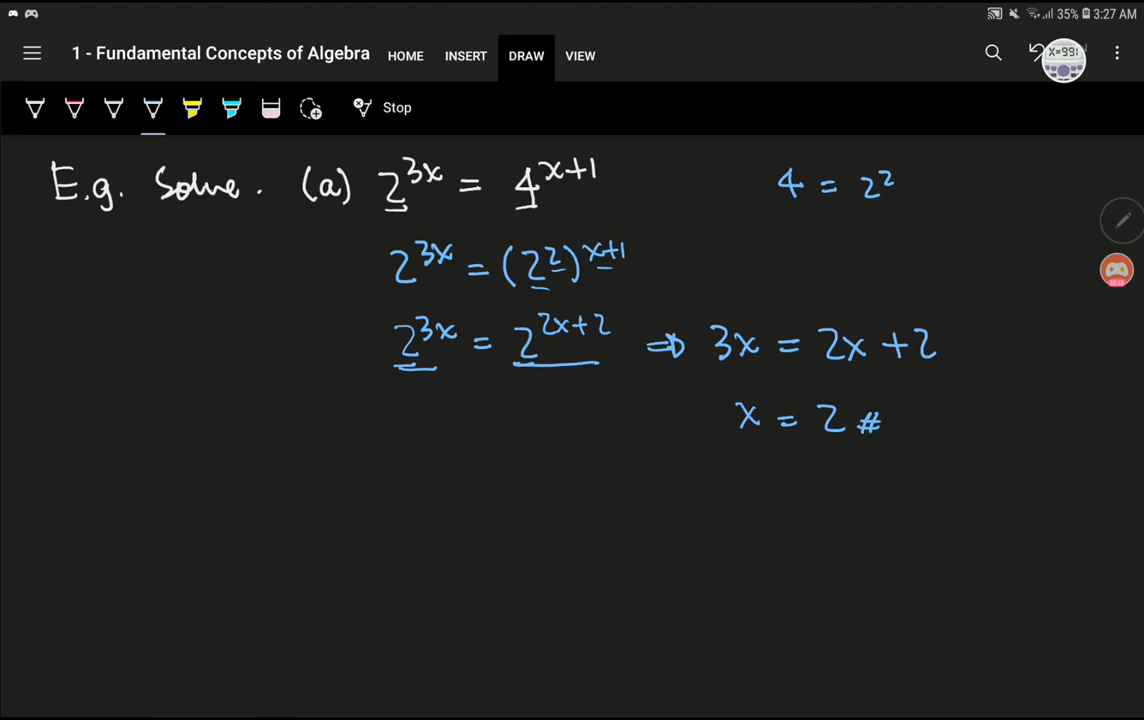 35% 3:27 AM
1 - Fundamental Concepts of Algebra HOME INSERT DRAW VIEW x=991
Stop
E.g. Solve. (a) 2^{3x} = 4^{x+1} 4 = 2^2
2^{3x} = (2^2)^{x+1}
2^{3x} = 2^{2x+2} ⇒ 3x = 2x + 2
x = 2 #